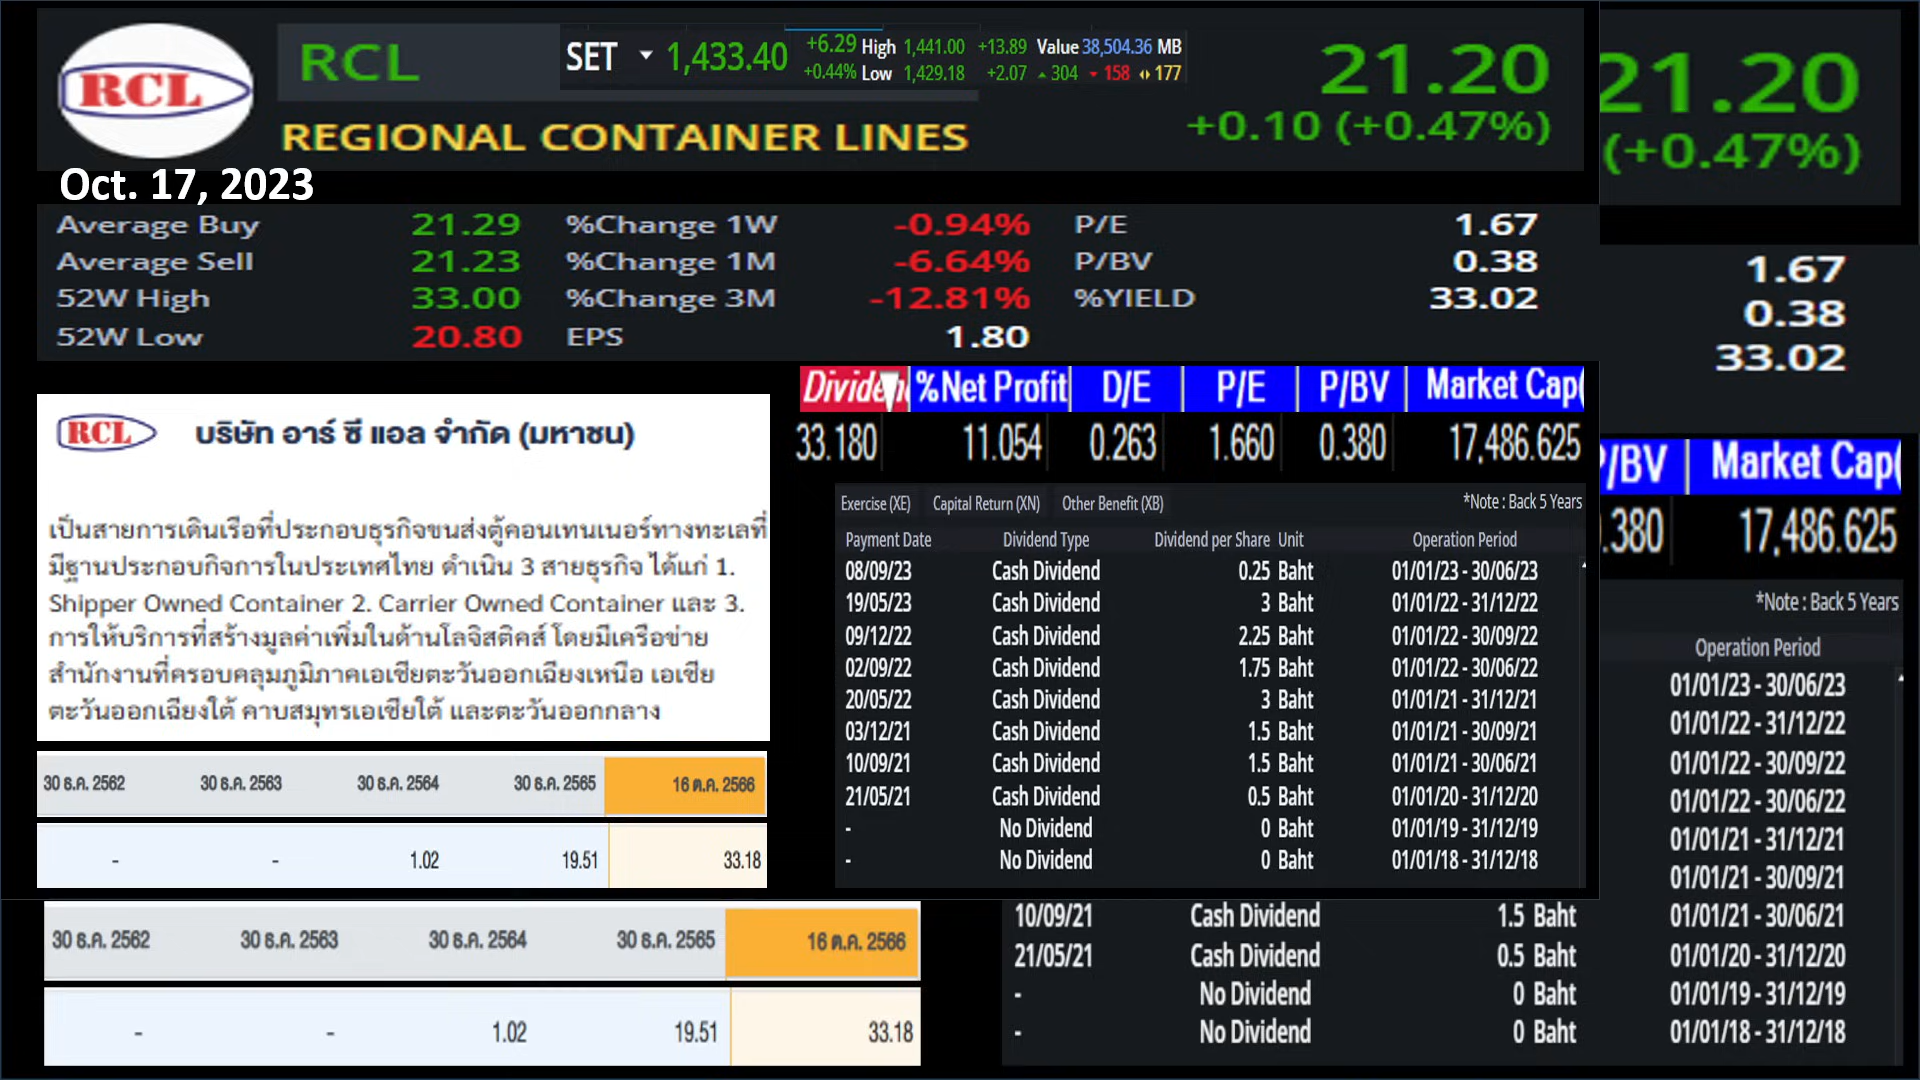 RCL
RCL
SET 1,433.40 +6.29 High 1,441.00 +13.89 Value 38,504.36 MB
+0.44% Low 1,429.18 +2.07 304 158 177
21.20
+0.10 (+0.47%)
REGIONAL CONTAINER LINES
Oct. 17, 2023
21.20
(+0.47%)
Average Buy 21.29 %Change 1W -0.94% P/E 1.67
Average Sell 21.23 %Change 1M -6.64% P/BV 0.38
52W High 33.00 %Change 3M -12.81% %YIELD 33.02
52W Low 20.80 EPS 1.80
1.67
0.38
33.02
%Net Profit D/E P/E P/BV Market Cap(
33.180 11.054 0.263 1.660 0.380 17,486.625
RCL บริษัท อาร์ ซี แอล จำกัด (มหาชน)
เป็นสายการเดินเรือที่ประกอบธุรกิจขนส่งตู้คอนเทนเนอร์ทางทะเลที่
มีฐานประกอบกิจการในประเทศไทย ดำเนิน 3 สายธุรกิจ ได้แก่ 1.
Shipper Owned Container 2. Carrier Owned Container และ 3.
การให้บริการที่สร้างมูลค่าเพิ่มในด้านโลจิสติคส์ โดยมีเครือข่าย
สำนักงานที่ครอบคลุมภูมิภาคเอเชียตะวันออกเฉียงเหนือ เอเชีย
ตะวันออกเฉียงใต้ คาบสมุทรเอเชียใต้ และตะวันออกกลาง
30 ธ.ค. 2562 30 ธ.ค. 2563 30 ธ.ค. 2564 30 ธ.ค. 2565 16 ต.ค. 2566
- - 1.02 19.51 33.18
Exercise (XE) Capital Return (XN) Other Benefit (XB) *Note : Back 5 Years
Payment Date Dividend Type Dividend per Share Unit Operation Period
08/09/23 Cash Dividend 0.25 Baht 01/01/23 - 30/06/23
19/05/23 Cash Dividend 3 Baht 01/01/22 - 31/12/22
09/12/22 Cash Dividend 2.25 Baht 01/01/22 - 30/09/22
02/09/22 Cash Dividend 1.75 Baht 01/01/22 - 30/06/22
20/05/22 Cash Dividend 3 Baht 01/01/21 - 31/12/21
03/12/21 Cash Dividend 1.5 Baht 01/01/21 - 30/09/21
10/09/21 Cash Dividend 1.5 Baht 01/01/21 - 30/06/21
21/05/21 Cash Dividend 0.5 Baht 01/01/20 - 31/12/20
- No Dividend 0 Baht 01/01/19 - 31/12/19
- No Dividend 0 Baht 01/01/18 - 31/12/18
/BV Market Cap(
.380 17,486.625
*Note : Back 5 Years
Operation Period
01/01/23 - 30/06/23
01/01/22 - 31/12/22
01/01/22 - 30/09/22
01/01/22 - 30/06/22
01/01/21 - 31/12/21
01/01/21 - 30/09/21
10/09/21 Cash Dividend 1.5 Baht 01/01/21 - 30/06/21
21/05/21 Cash Dividend 0.5 Baht 01/01/20 - 31/12/20
- No Dividend 0 Baht 01/01/19 - 31/12/19
- No Dividend 0 Baht 01/01/18 - 31/12/18
30 ธ.ค. 2562 30 ธ.ค. 2563 30 ธ.ค. 2564 30 ธ.ค. 2565 16 ต.ค. 2566
- - 1.02 19.51 33.18